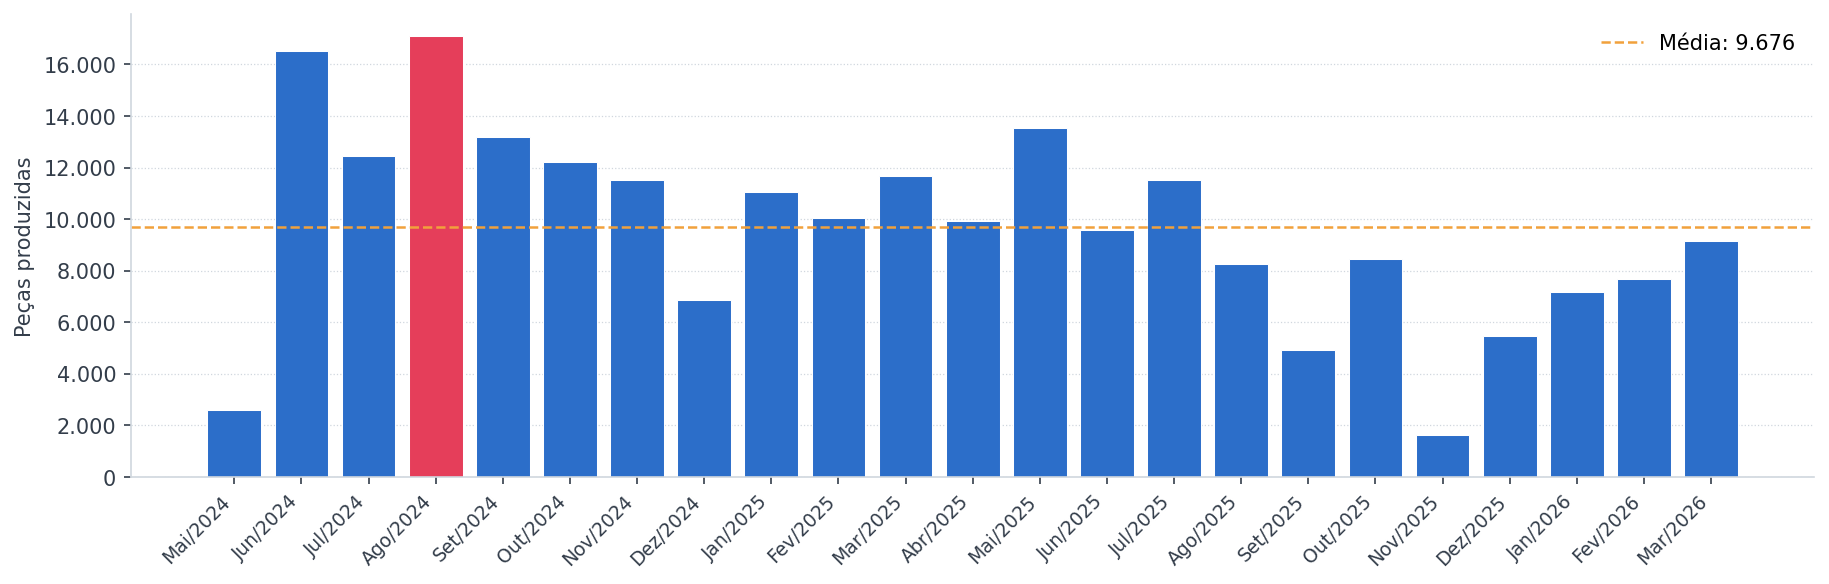 Média: 9.676
Peças produzidas
16.000
14.000
12.000
10.000
8.000
6.000
4.000
2.000
0
Mai/2024
Jun/2024
Jul/2024
Ago/2024
Set/2024
Out/2024
Nov/2024
Dez/2024
Jan/2025
Fev/2025
Mar/2025
Abr/2025
Mai/2025
Jun/2025
Jul/2025
Ago/2025
Set/2025
Out/2025
Nov/2025
Dez/2025
Jan/2026
Fev/2026
Mar/2026